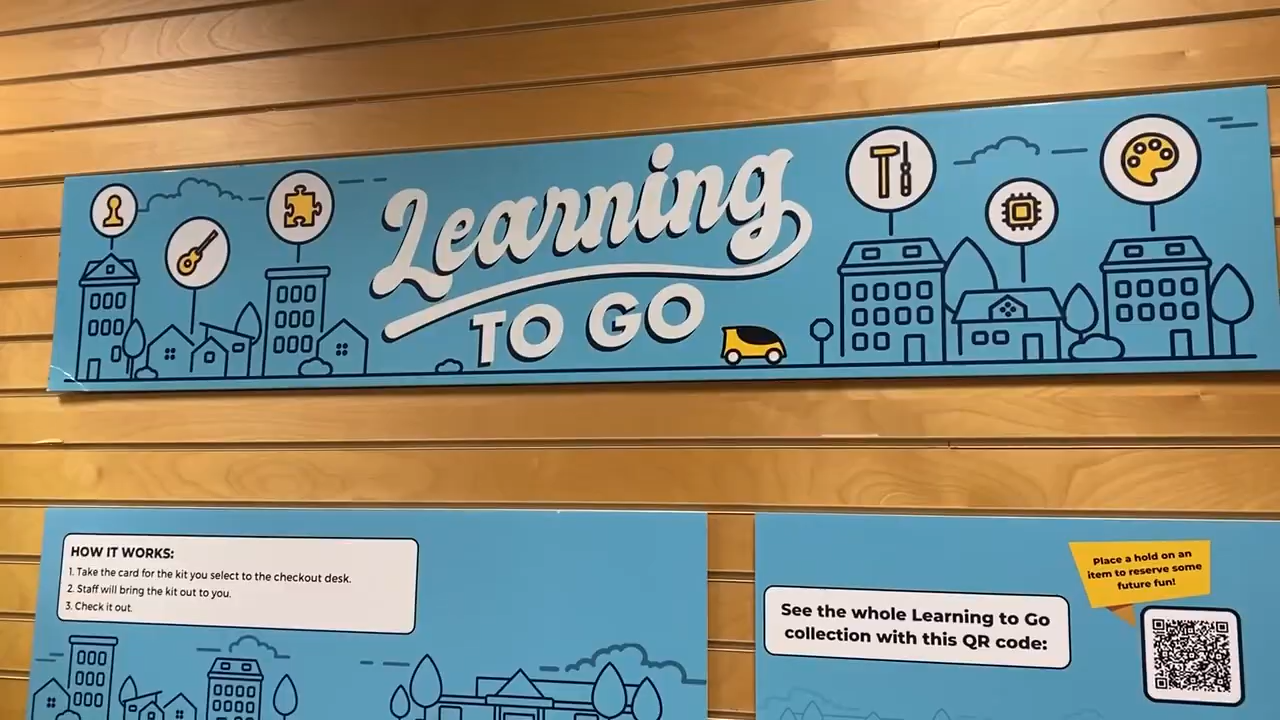 Learning
TO GO
HOW IT WORKS:
1. Take the card for the kit you select to the checkout desk.
2. Staff will bring the kit out to you.
3. Check it out.
Place a hold on an
item to reserve some
future fun!
See the whole Learning to Go
collection with this QR code: